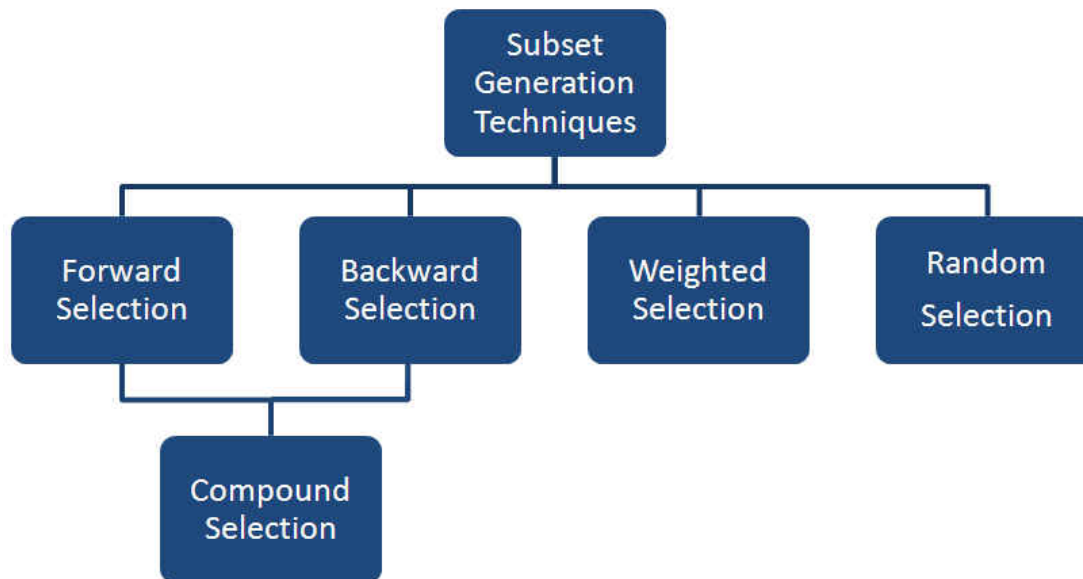 Subset
Generation
Techniques
Forward
Selection
Backward
Selection
Weighted
Selection
Random
Selection
Compound
Selection